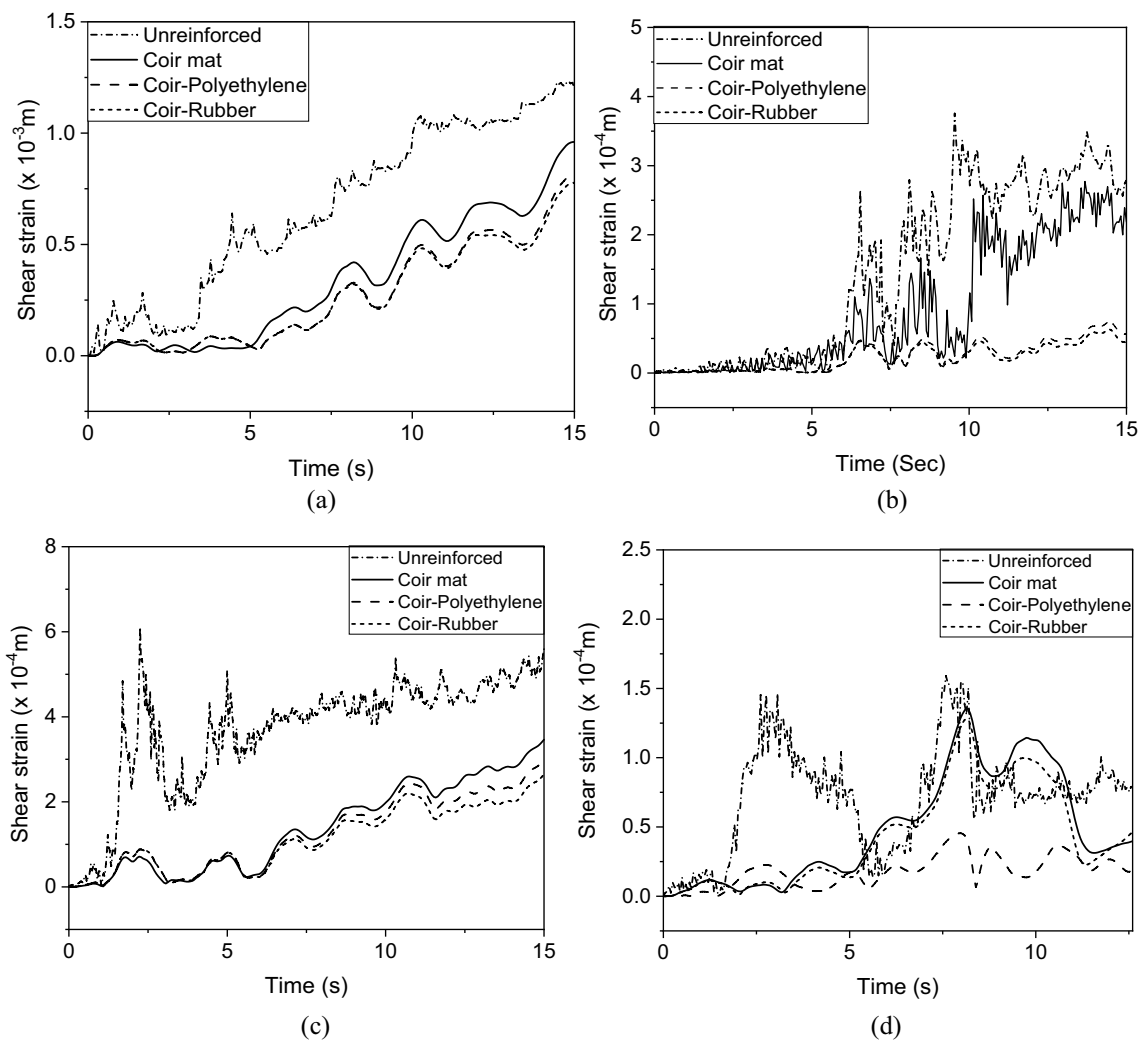 1.5
1.0
0.5
0.0
Shear strain (x 10⁻³m)
Unreinforced
Coir mat
Coir-Polyethylene
Coir-Rubber
0 5 10 15
Time (s)
(a)
5
4
3
2
1
0
Shear strain (x 10⁻⁴m)
Unreinforced
Coir mat
Coir-Polyethylene
Coir-Rubber
0 5 10 15
Time (Sec)
(b)
8
6
4
2
0
Shear strain (x 10⁻⁴m)
Unreinforced
Coir mat
Coir-Polyethylene
Coir-Rubber
0 5 10 15
Time (s)
(c)
2.5
2.0
1.5
1.0
0.5
0.0
Shear strain (x 10⁻⁴m)
Unreinforced
Coir mat
Coir-Polyethylene
Coir-Rubber
0 5 10
Time (s)
(d)